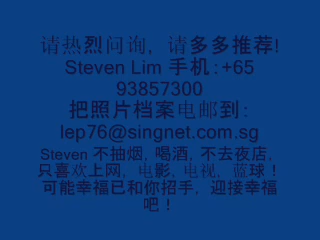 请热烈问询，请多多推荐!
Steven Lim 手机：+65
93857300
把照片档案电邮到：
lep76@singnet.com.sg
Steven 不抽烟，喝酒，不去夜店，
只喜欢上网，电影，电视，蓝球！
可能幸福已和你招手，迎接幸福
吧！